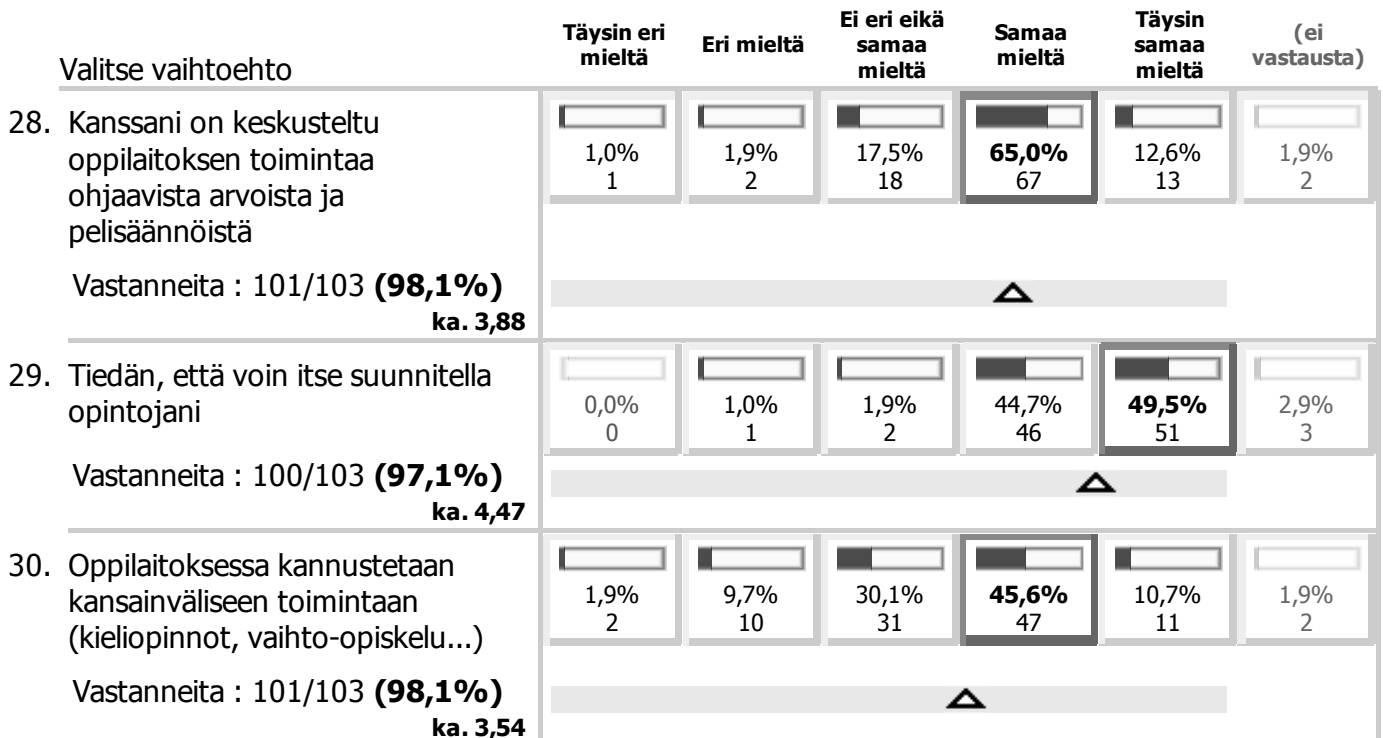 Valitse vaihtoehto
Täysin eri mieltä
Eri mieltä
Ei eri eikä samaa mieltä
Samaa mieltä
Täysin samaa mieltä
(ei vastausta)
28. Kanssani on keskusteltu
oppilaitoksen toimintaa
ohjaavista arvoista ja
pelisäännöistä
1,0% 1,9% 17,5% 65,0% 12,6% 1,9%
1 2 18 67 13 2
Vastanneita : 101/103 (98,1%)
ka. 3,88
29. Tiedän, että voin itse suunnitella
opintojani
0,0% 1,0% 1,9% 44,7% 49,5% 2,9%
0 1 2 46 51 3
Vastanneita : 100/103 (97,1%)
ka. 4,47
30. Oppilaitoksessa kannustetaan
kansainväliseen toimintaan
(kieliopinnot, vaihto-opiskelu...)
1,9% 9,7% 30,1% 45,6% 10,7% 1,9%
2 10 31 47 11 2
Vastanneita : 101/103 (98,1%)
ka. 3,54